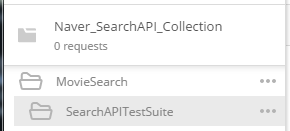 Naver_SearchAPI_Collection
0 requests
MovieSearch
SearchAPITestSuite